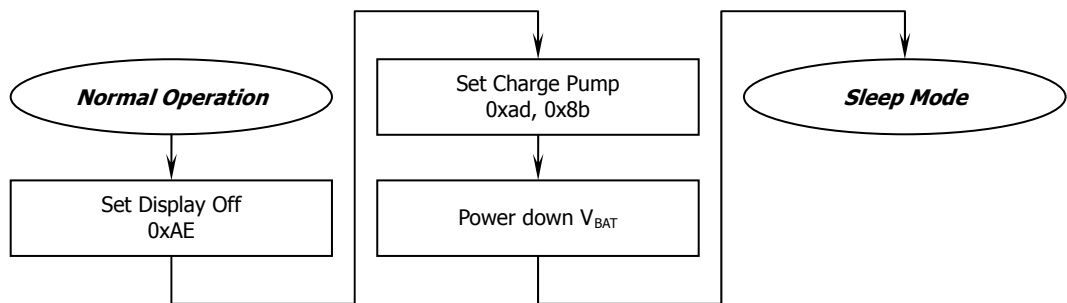 Normal Operation
Set Display Off
0xAE
Set Charge Pump
0xad, 0x8b
Power down VBAT
Sleep Mode